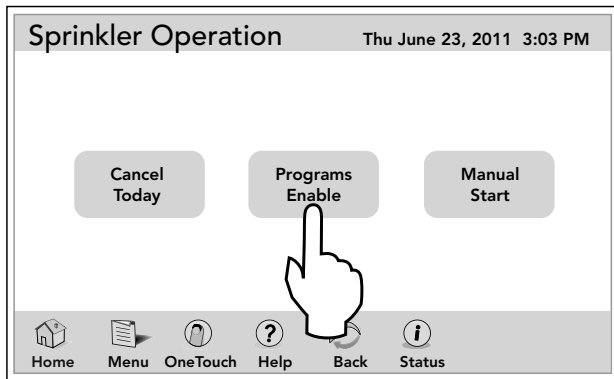 Sprinkler Operation Thu June 23, 2011 3:03 PM
Cancel Today
Programs Enable
Manual Start
? i
Home Menu OneTouch Help Back Status